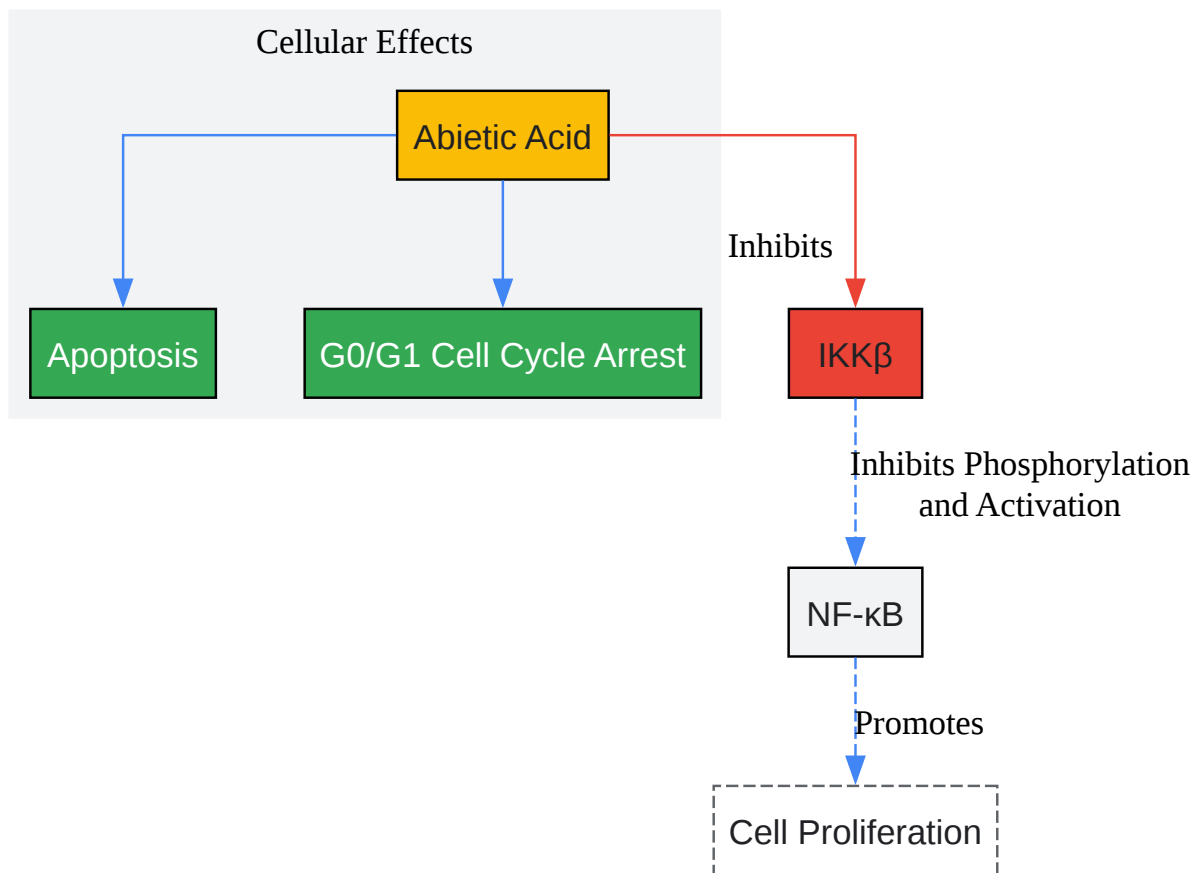 Cellular Effects
Abietic Acid
Inhibits
Apoptosis
G0/G1 Cell Cycle Arrest
IKKβ
Inhibits Phosphorylation
and Activation
NF-κB
Promotes
Cell Proliferation